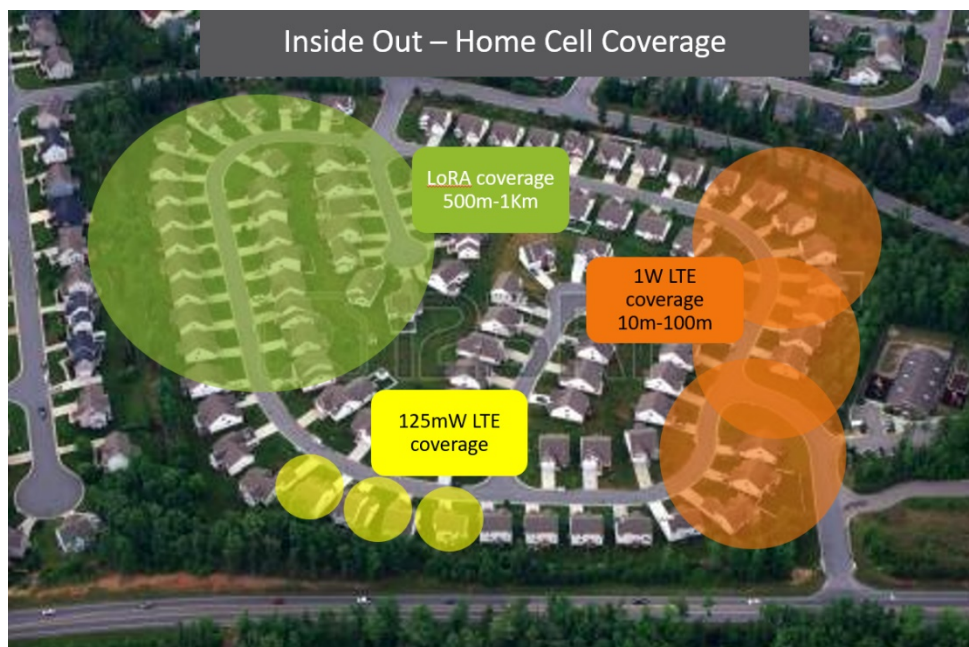 Inside Out – Home Cell Coverage
LoRA coverage
500m-1Km
1W LTE
coverage
10m-100m
125mW LTE
coverage